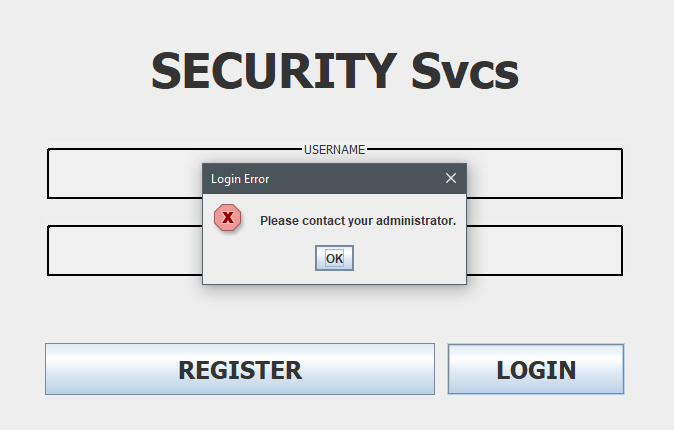 SECURITY Svcs
USERNAME
Login Error
Please contact your administrator.
OK
REGISTER
LOGIN